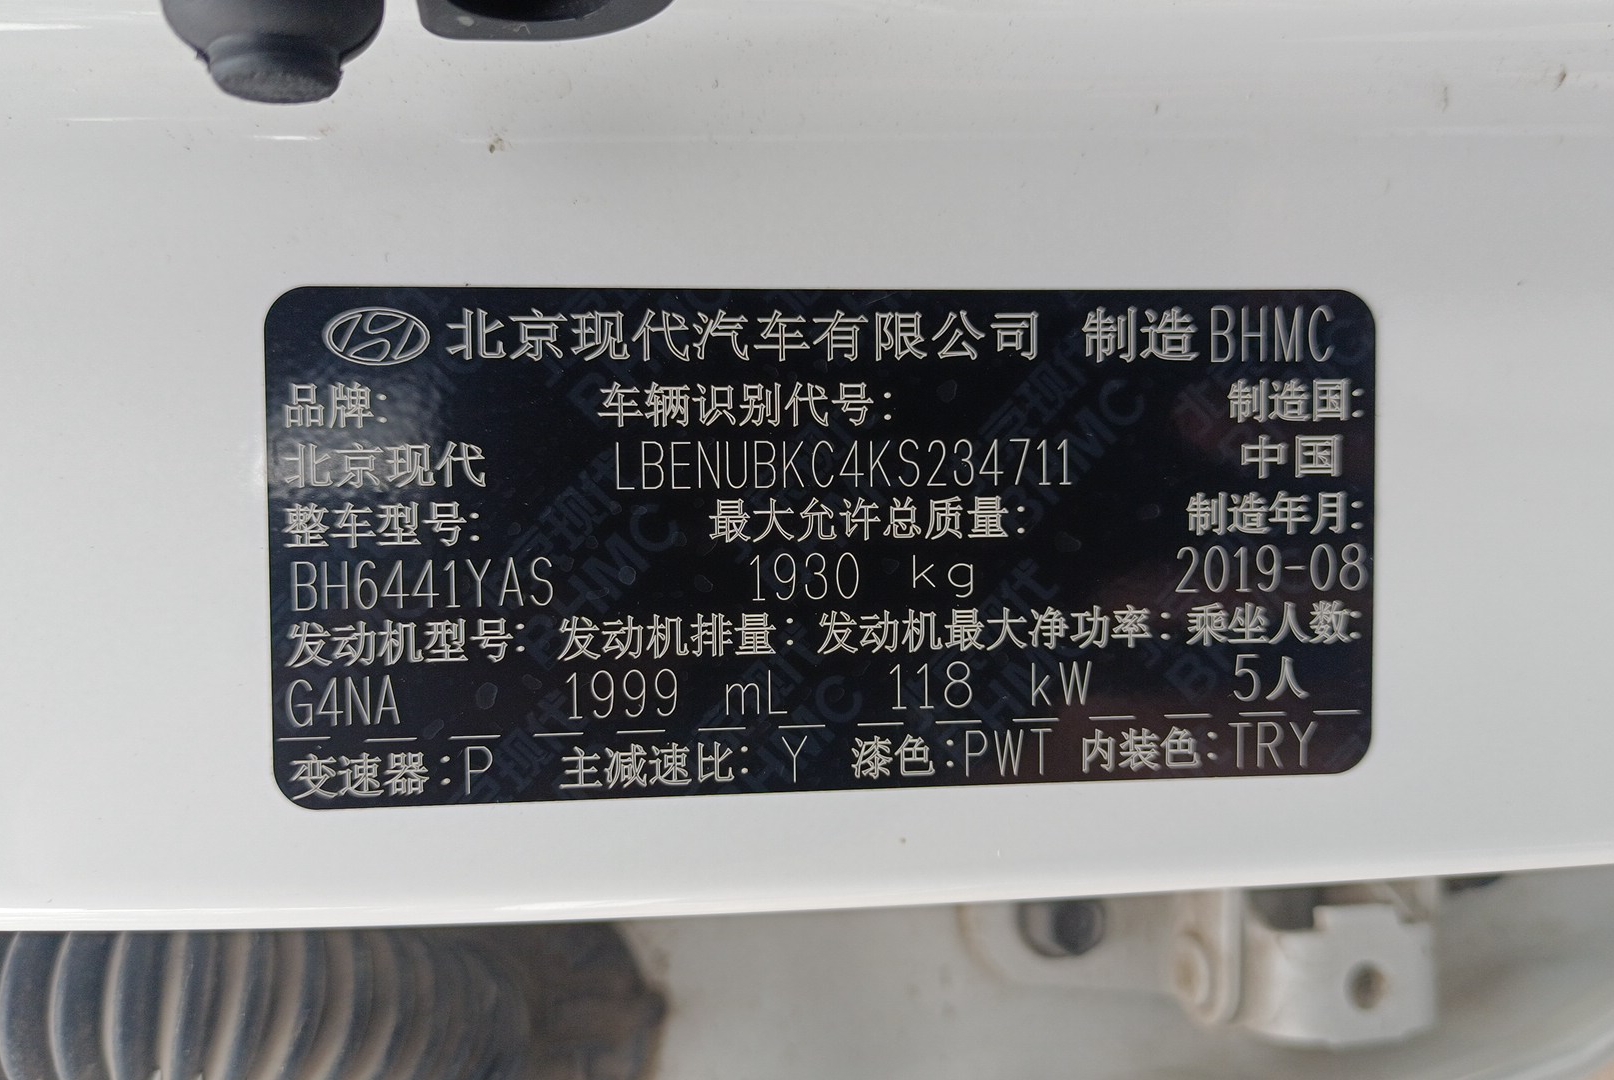 北京现代汽车有限公司 制造 BHMC
品牌: 车辆识别代号: 制造国:
北京现代 LBENUBKC4KS234711 中国
整车型号: 最大允许总质量: 制造年月:
BH6441YAS 1930 kg 2019-08
发动机型号: 发动机排量: 发动机最大净功率: 乘坐人数:
G4NA 1999 mL 118 kW 5人
变速器:P 主减速比:Y 漆色:PWT 内装色:TRY